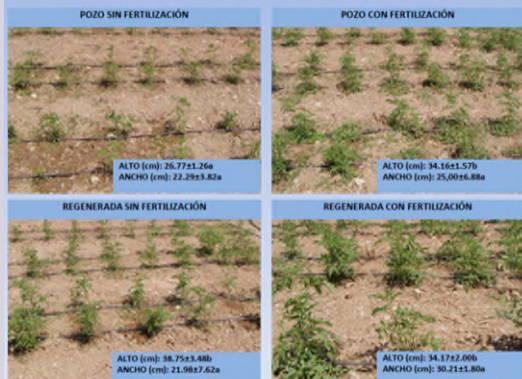 POZO SIN FERTILIZACIÓN
ALTO (cm): 26.77±1.26a
ANCHO (cm): 22.29±3.82a
POZO CON FERTILIZACIÓN
ALTO (cm): 34.16±1.57b
ANCHO (cm): 25,00±6.88a
REGENERADA SIN FERTILIZACIÓN
ALTO (cm): 38.75±3.48b
ANCHO (cm): 21.98±7.62a
REGENERADA CON FERTILIZACIÓN
ALTO (cm): 34.17±2.00b
ANCHO (cm): 30.21±1.80a